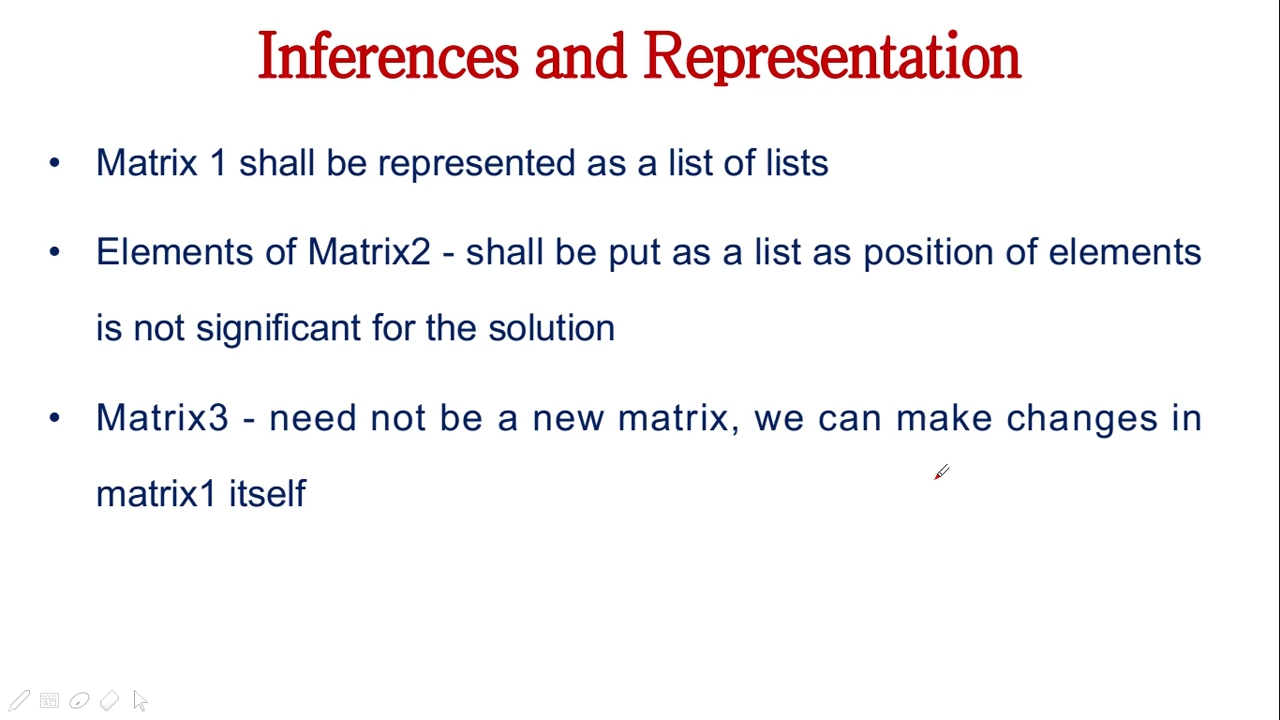 Inferences and Representation
• Matrix 1 shall be represented as a list of lists
• Elements of Matrix2 - shall be put as a list as position of elements
is not significant for the solution
• Matrix3 - need not be a new matrix, we can make changes in
matrix1 itself